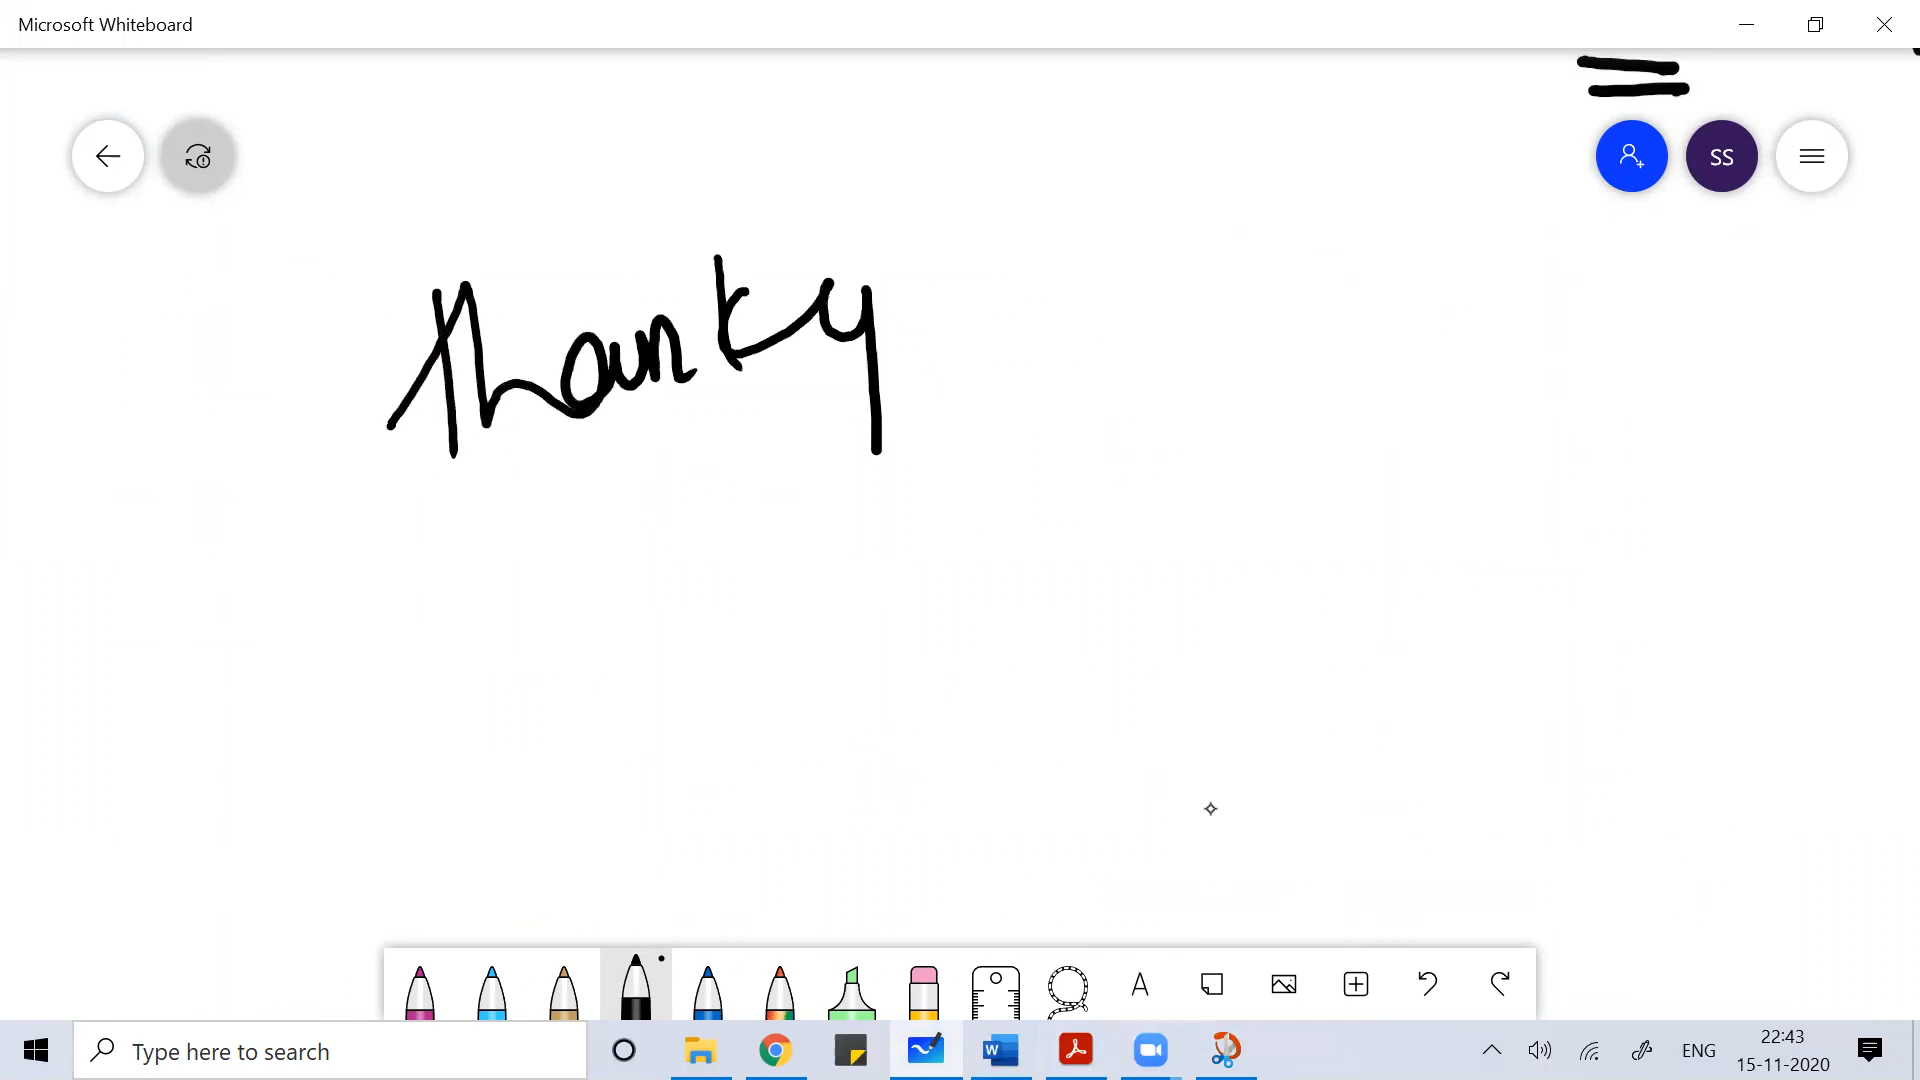 Microsoft Whiteboard
SS
thanky
A
Type here to search
W
ENG
22:43
15-11-2020